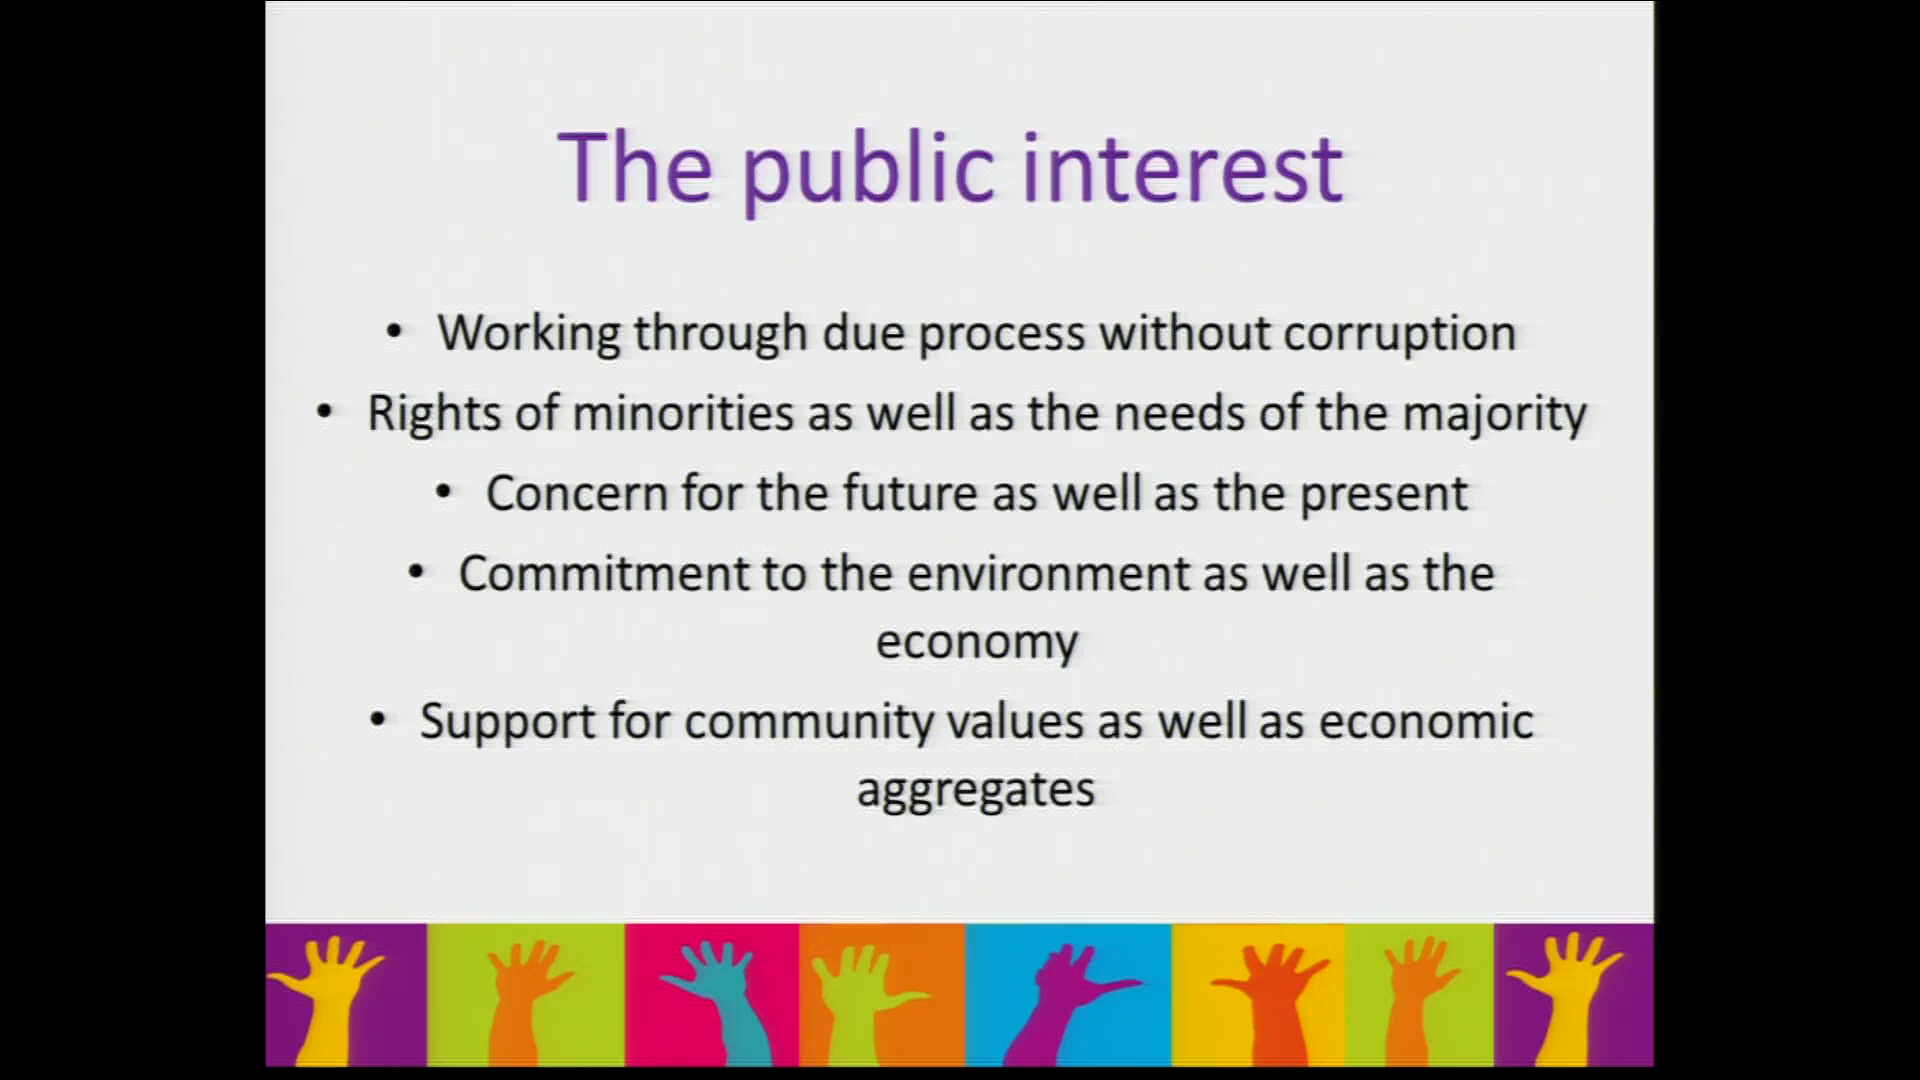 The public interest
• Working through due process without corruption
• Rights of minorities as well as the needs of the majority
• Concern for the future as well as the present
• Commitment to the environment as well as the
economy
• Support for community values as well as economic
aggregates